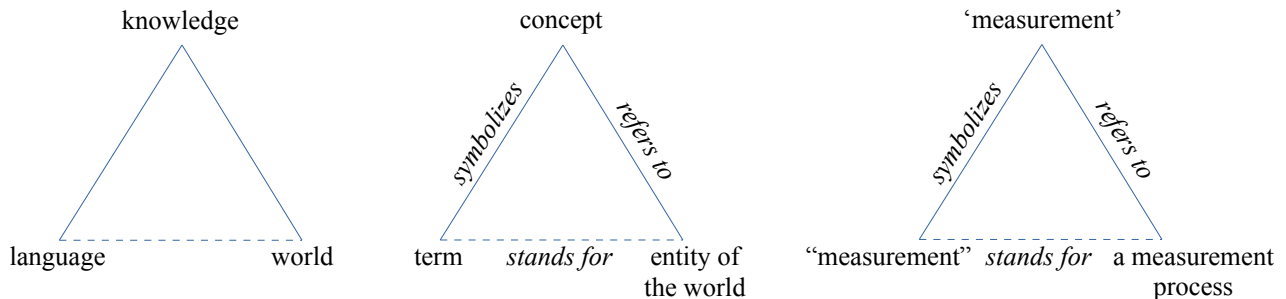 knowledge
language
world
concept
symbolizes
refers to
term
stands for
entity of
the world
‘measurement’
symbolizes
refers to
“measurement”
stands for
a measurement
process